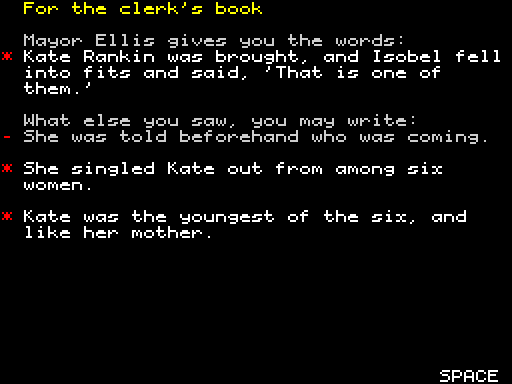 For the clerk's book
Mayor Ellis gives you the words:
* Kate Rankin was brought, and Isobel fell
into fits and said, 'That is one of
them.'
What else you saw, you may write:
- She was told beforehand who was coming.
* She singled Kate out from among six
women.
* Kate was the youngest of the six, and
like her mother.
SPACE